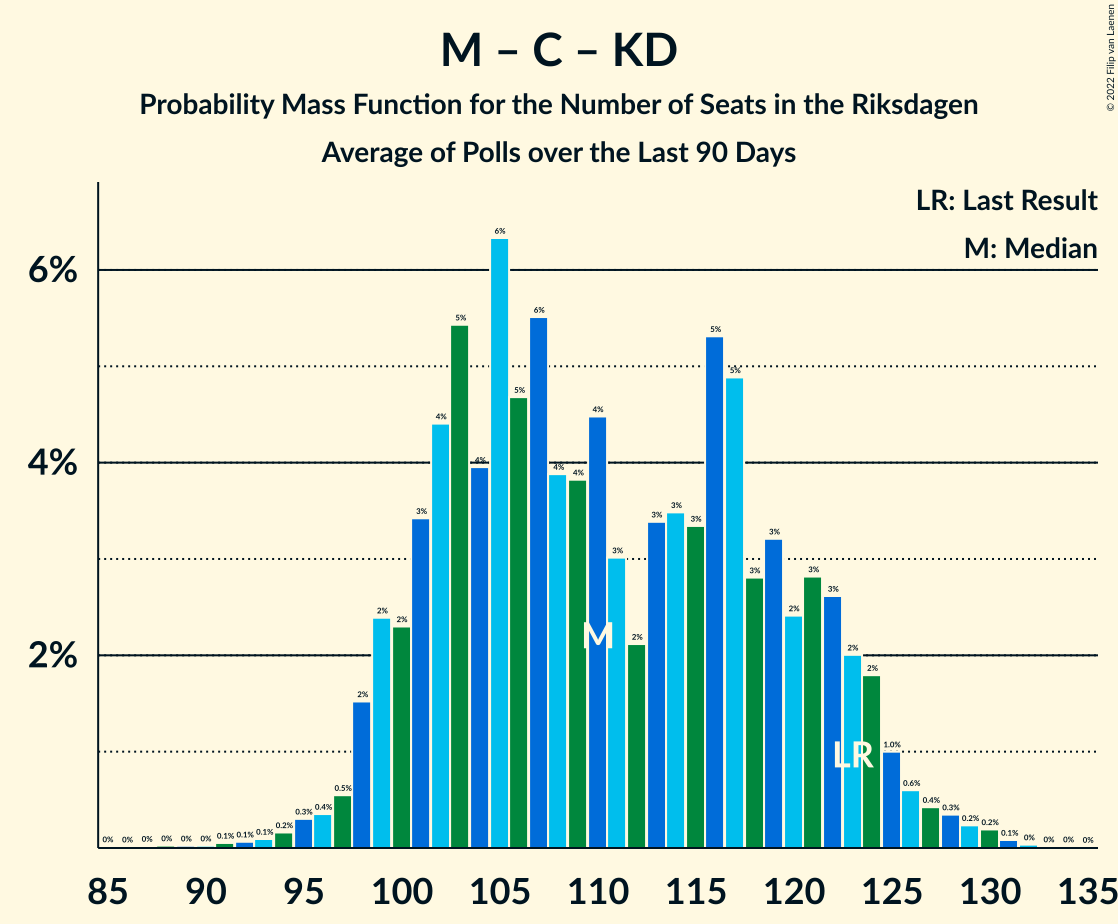 M – C – KD
Probability Mass Function for the Number of Seats in the Riksdagen
Average of Polls over the Last 90 Days
© 2022 Filip van Laenen
LR: Last Result
M: Median
6%
4%
2%
0% 0% 0% 0% 0% 0% 0.1% 0.1% 0.1% 0.2% 0.3% 0.4% 0.5% 2% 2% 2% 3% 4% 5% 4% 6% 5% 6% 4% 4% 4% 3% 2% 3% 3% 3% 5% 5% 3% 3% 2% 3% 3% 2% 2% 1.0% 0.6% 0.4% 0.3% 0.2% 0.2% 0.1% 0% 0% 0% 0%
M
LR
85 90 95 100 105 110 115 120 125 130 135